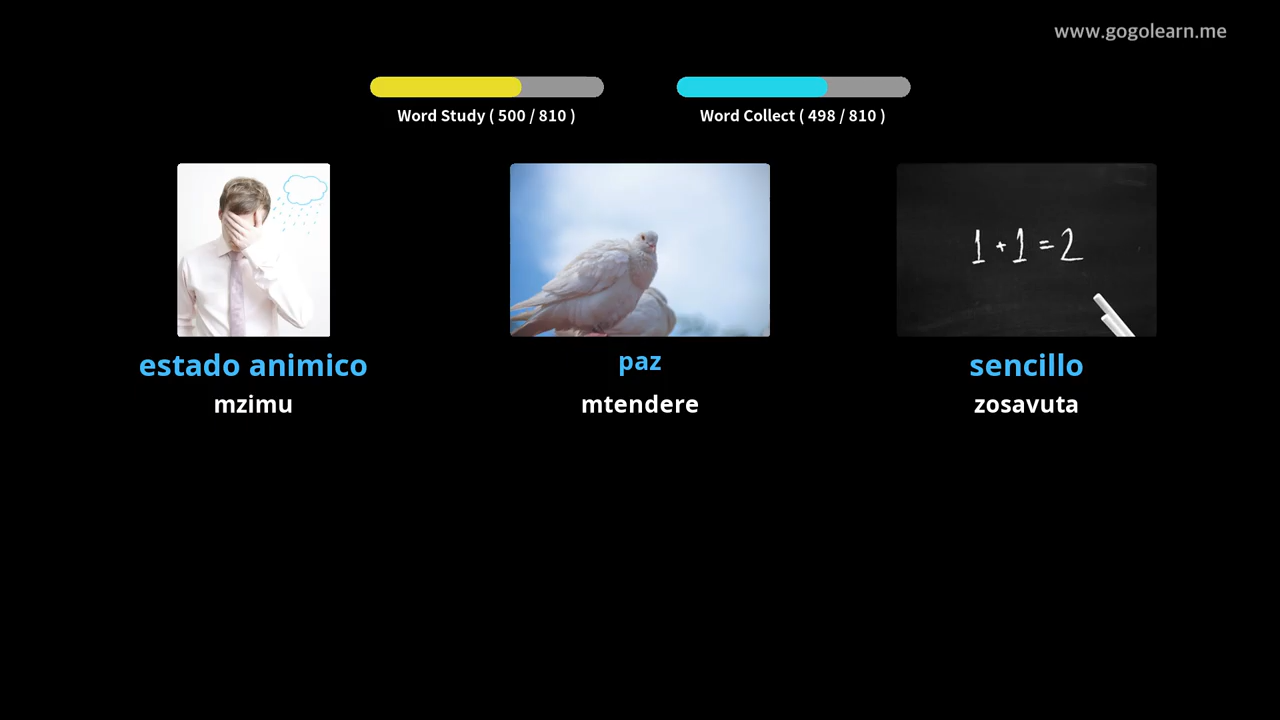 www.gogolearn.me
Word Study ( 500 / 810 )
Word Collect ( 498 / 810 )
1 + 1 = 2
estado animico
paz
sencillo
mzimu
mtendere
zosavuta